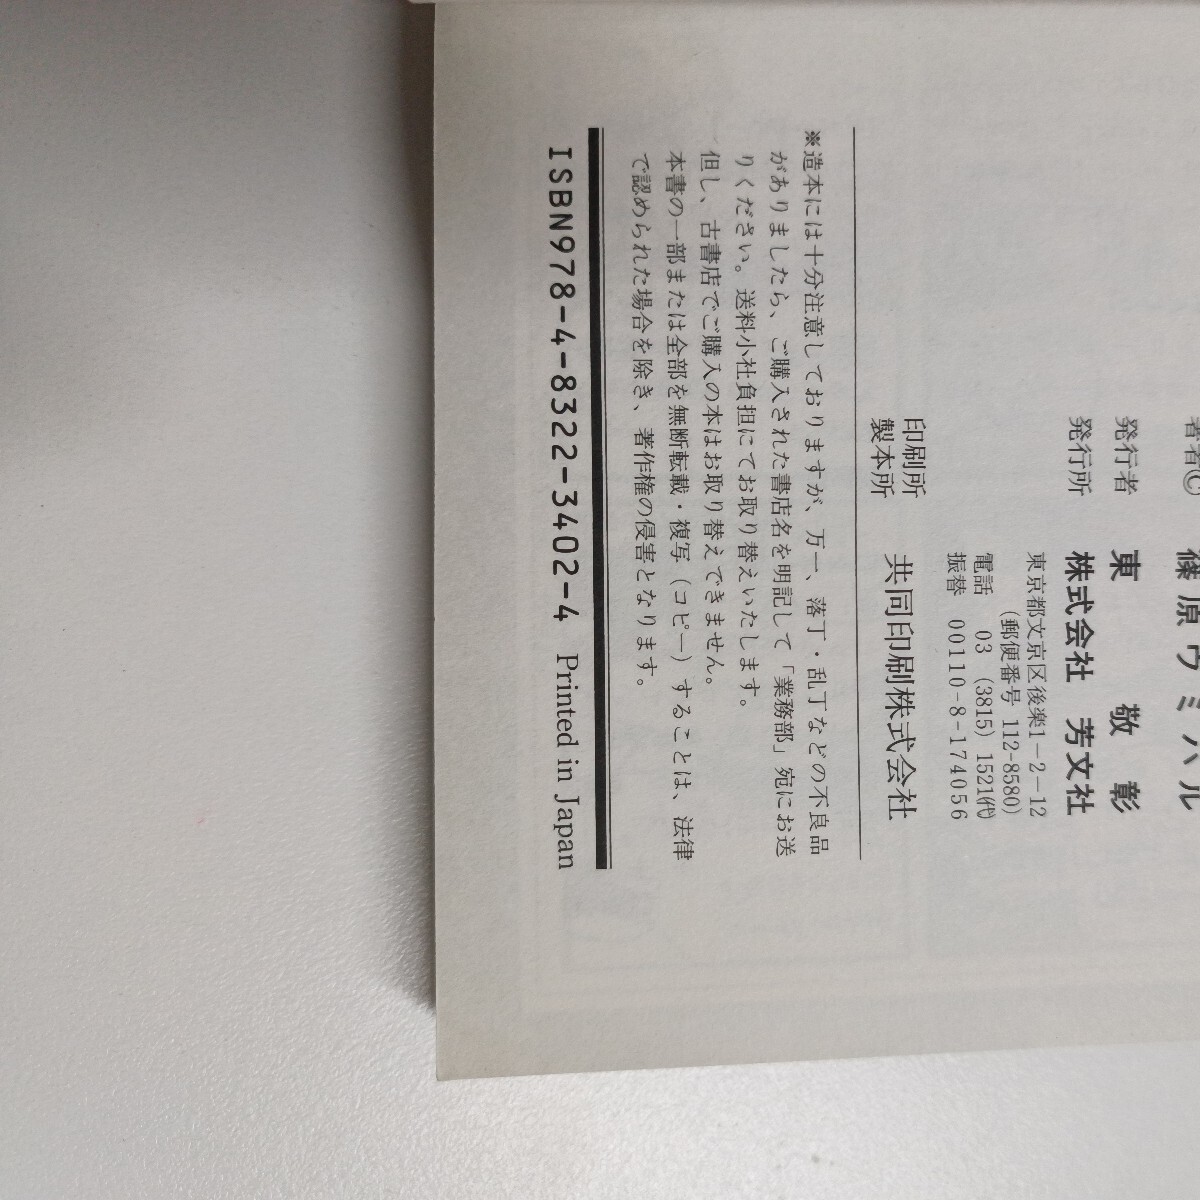 著者© 篠原ウミハル
発行者 東 敬 彰
発行所 株式会社 芳文社
東京都文京区後楽1-2-12
(郵便番号 112-8580)
電話 03 (3815) 1521㈹
振替 00110-8-174056
印刷所
製本所
共同印刷株式会社
※造本には十分注意しておりますが、万一、落丁・乱丁などの不良品
がありましたら、ご購入された書店名を明記して「業務部」宛にお送
りください。送料小社負担にてお取り替えいたします。
但し、古書店でご購入の本はお取り替えできません。
本書の一部または全部を無断転載・複写（コピー）することは、法律
で認められた場合を除き、著作権の侵害となります。
ISBN978-4-8322-3402-4 Printed in Japan